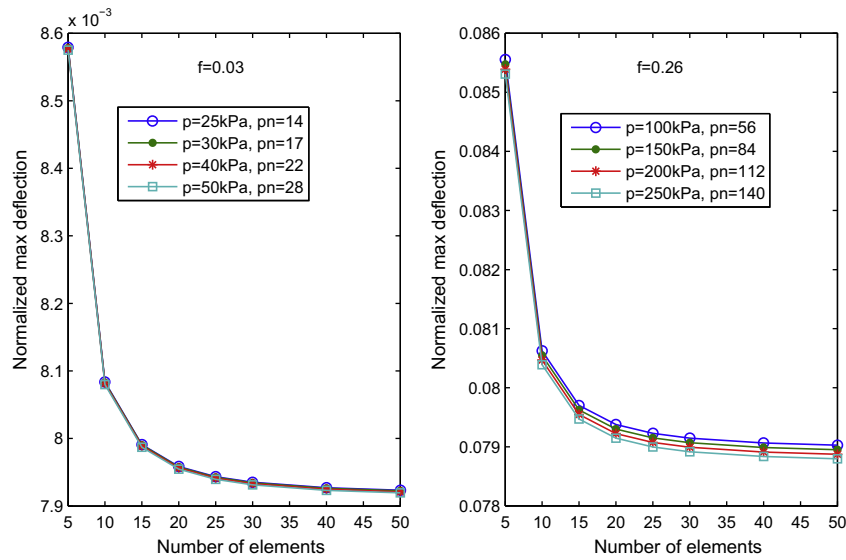 x 10⁻³
8.6
8.5
8.4
8.3
8.2
8.1
8
7.9
Normalized max deflection
f=0.03
p=25kPa, pn=14
p=30kPa, pn=17
p=40kPa, pn=22
p=50kPa, pn=28
5 10 15 20 25 30 35 40 45 50
Number of elements
0.086
0.085
0.084
0.083
0.082
0.081
0.08
0.079
0.078
Normalized max deflection
f=0.26
p=100kPa, pn=56
p=150kPa, pn=84
p=200kPa, pn=112
p=250kPa, pn=140
5 10 15 20 25 30 35 40 45 50
Number of elements